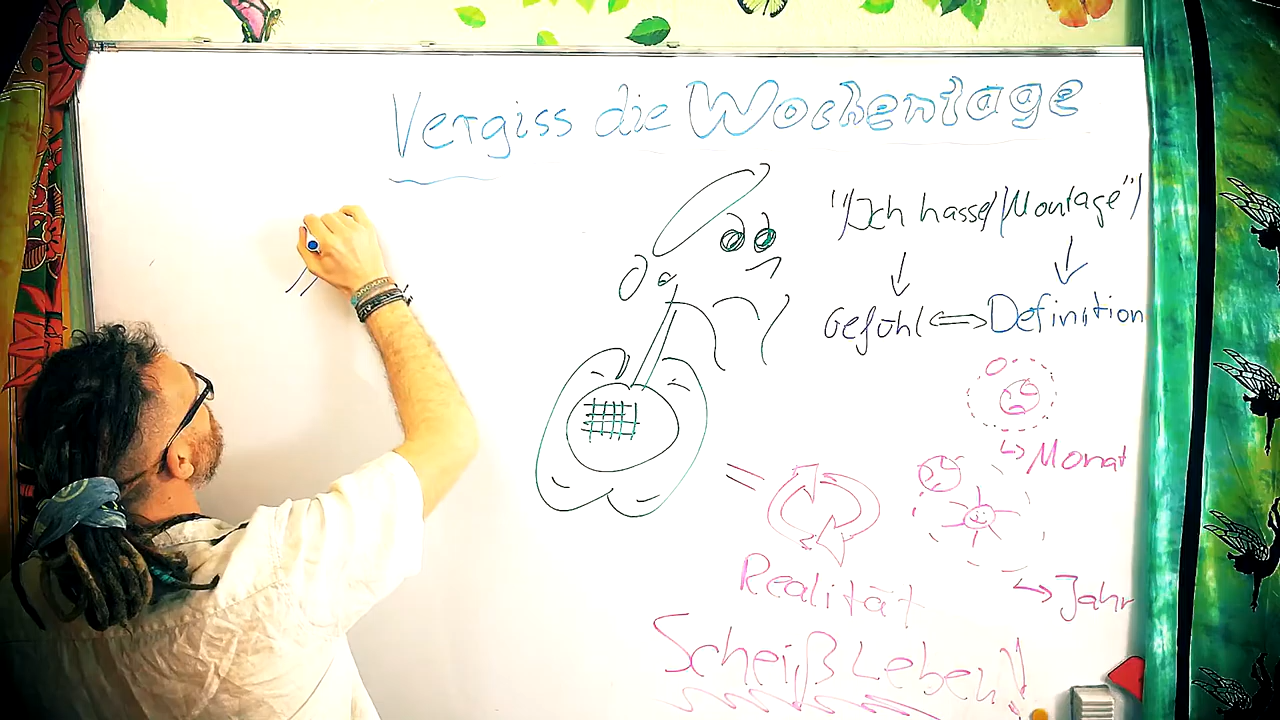 Vergiss die Wochentage
"Ich hasse Montage"
Gefühl ⇔ Definition
↳ Monat
=
Realität
↳ Jahr
Scheiß Leben!